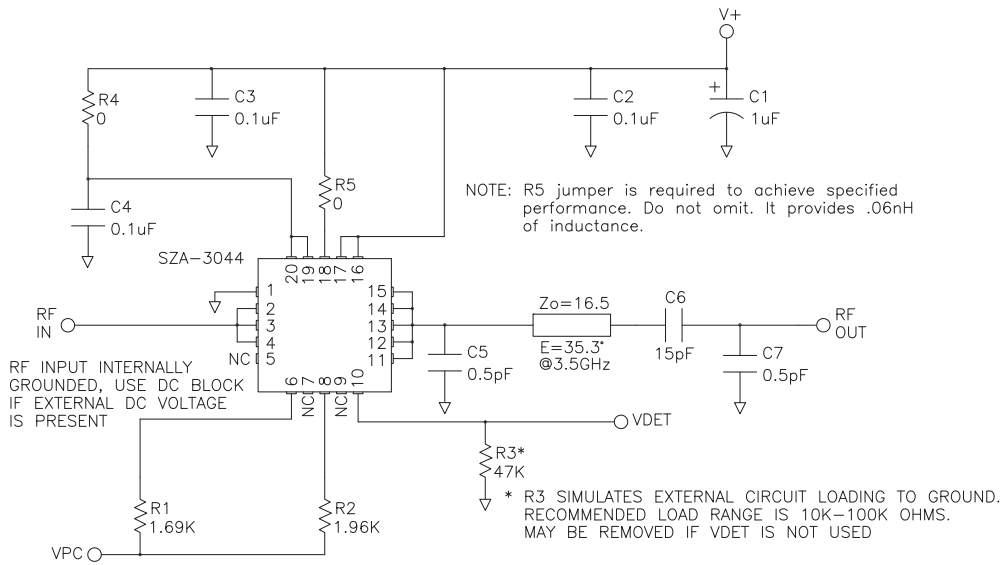 V+
R4
0
C3
0.1uF
C2
0.1uF
+
C1
1uF
R5
0
NOTE: R5 jumper is required to achieve specified
performance. Do not omit. It provides .06nH
of inductance.
C4
0.1uF
SZA-3044
20
19
18
17
16
1
2
3
4
5
15
14
13
12
11
6
7
8
9
10
RF
IN
NC
NC
NC
RF INPUT INTERNALLY
GROUNDED, USE DC BLOCK
IF EXTERNAL DC VOLTAGE
IS PRESENT
Zo=16.5
E=35.3°
@3.5GHz
C6
15pF
RF
OUT
C5
0.5pF
C7
0.5pF
VDET
R3*
47K
* R3 SIMULATES EXTERNAL CIRCUIT LOADING TO GROUND.
RECOMMENDED LOAD RANGE IS 10K-100K OHMS.
MAY BE REMOVED IF VDET IS NOT USED
R1
1.69K
R2
1.96K
VPC